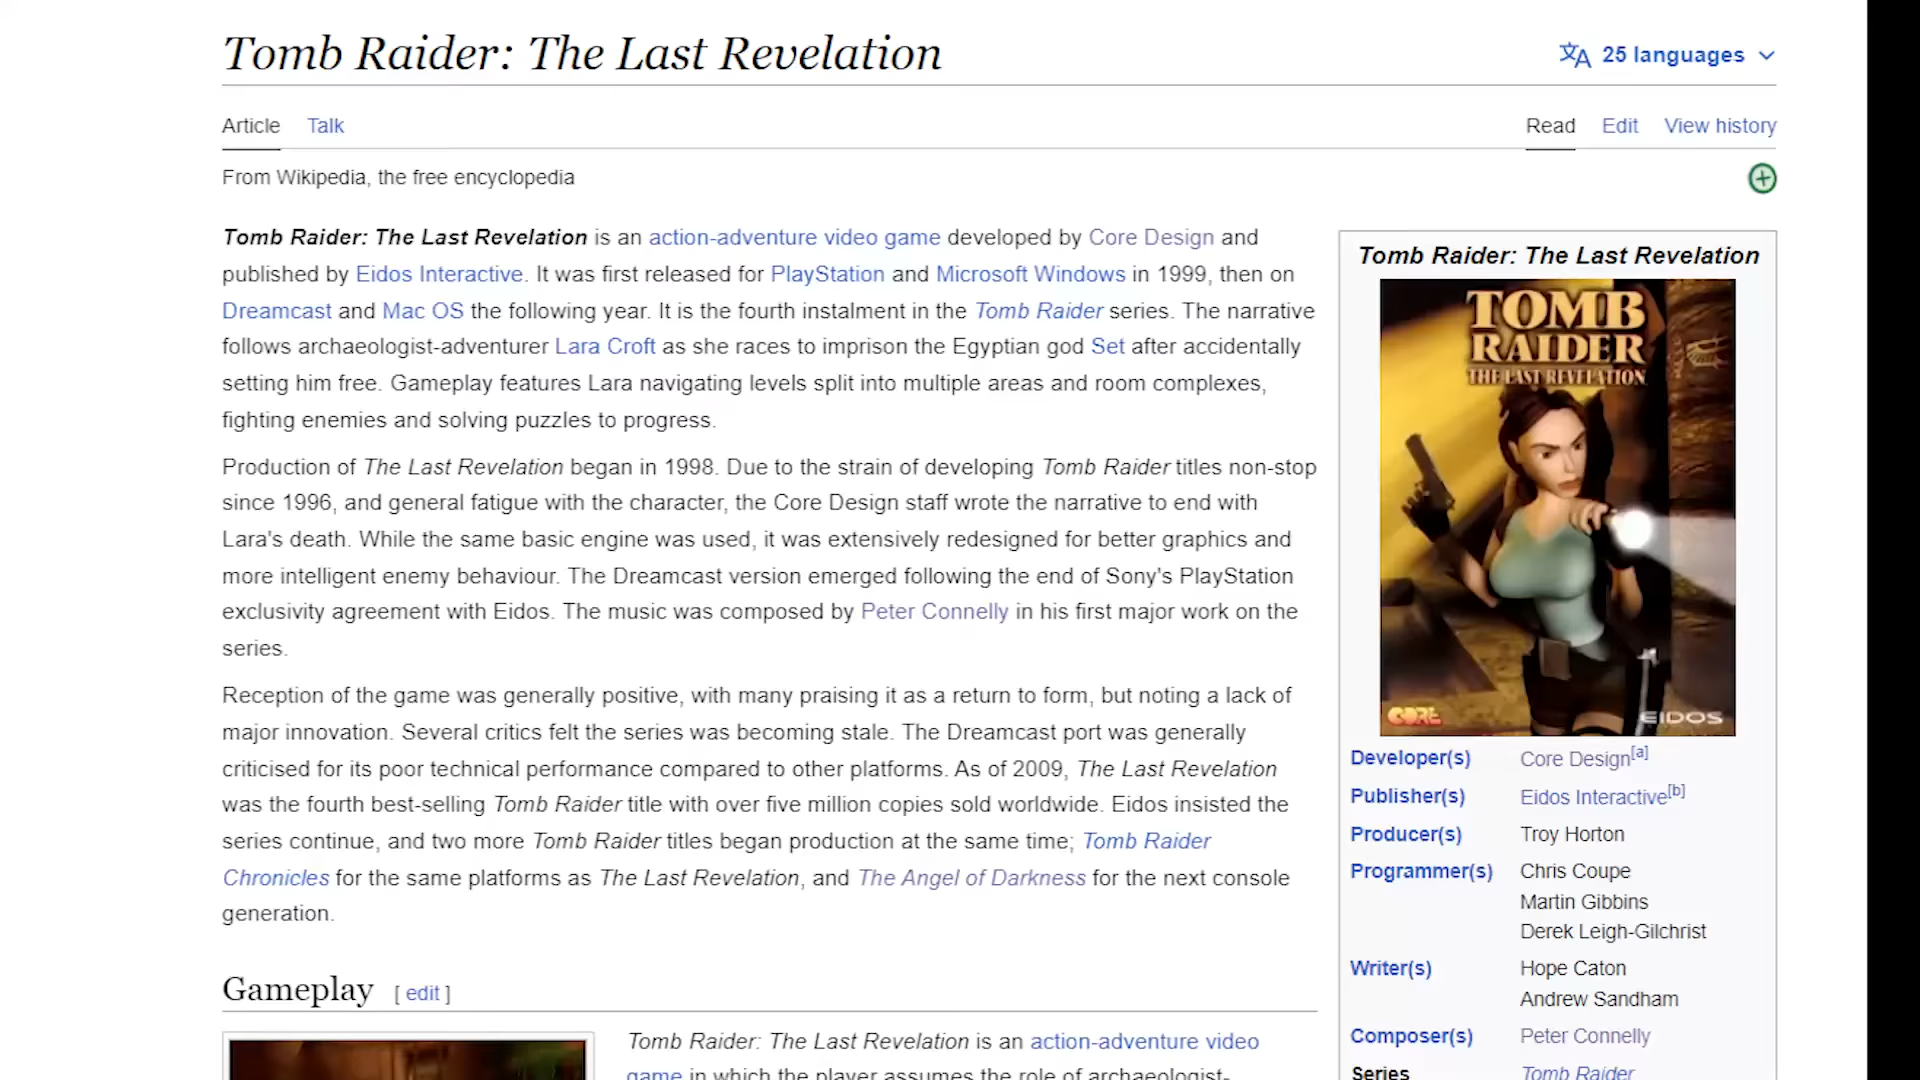 Tomb Raider: The Last Revelation
25 languages
Article Talk
Read Edit View history
From Wikipedia, the free encyclopedia
Tomb Raider: The Last Revelation is an action-adventure video game developed by Core Design and
published by Eidos Interactive. It was first released for PlayStation and Microsoft Windows in 1999, then on
Dreamcast and Mac OS the following year. It is the fourth instalment in the Tomb Raider series. The narrative
follows archaeologist-adventurer Lara Croft as she races to imprison the Egyptian god Set after accidentally
setting him free. Gameplay features Lara navigating levels split into multiple areas and room complexes,
fighting enemies and solving puzzles to progress.
Production of The Last Revelation began in 1998. Due to the strain of developing Tomb Raider titles non-stop
since 1996, and general fatigue with the character, the Core Design staff wrote the narrative to end with
Lara's death. While the same basic engine was used, it was extensively redesigned for better graphics and
more intelligent enemy behaviour. The Dreamcast version emerged following the end of Sony's PlayStation
exclusivity agreement with Eidos. The music was composed by Peter Connelly in his first major work on the
series.
Reception of the game was generally positive, with many praising it as a return to form, but noting a lack of
major innovation. Several critics felt the series was becoming stale. The Dreamcast port was generally
criticised for its poor technical performance compared to other platforms. As of 2009, The Last Revelation
was the fourth best-selling Tomb Raider title with over five million copies sold worldwide. Eidos insisted the
series continue, and two more Tomb Raider titles began production at the same time; Tomb Raider
Chronicles for the same platforms as The Last Revelation, and The Angel of Darkness for the next console
generation.
Gameplay [ edit ]
Tomb Raider: The Last Revelation is an action-adventure video
game in which the player assumes the role of archaeologist-
Tomb Raider: The Last Revelation
TOMB
RAIDER
THE LAST REVELATION
CORE
EIDOS
Developer(s) Core Design[a]
Publisher(s) Eidos Interactive[b]
Producer(s) Troy Horton
Programmer(s) Chris Coupe
Martin Gibbins
Derek Leigh-Gilchrist
Writer(s) Hope Caton
Andrew Sandham
Composer(s) Peter Connelly
Series Tomb Raider